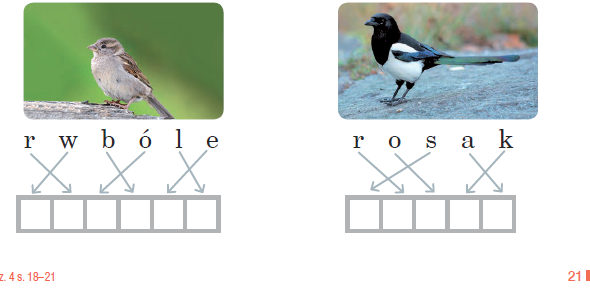 r w b ó l e
r o s a k
z. 4 s. 18–21
21